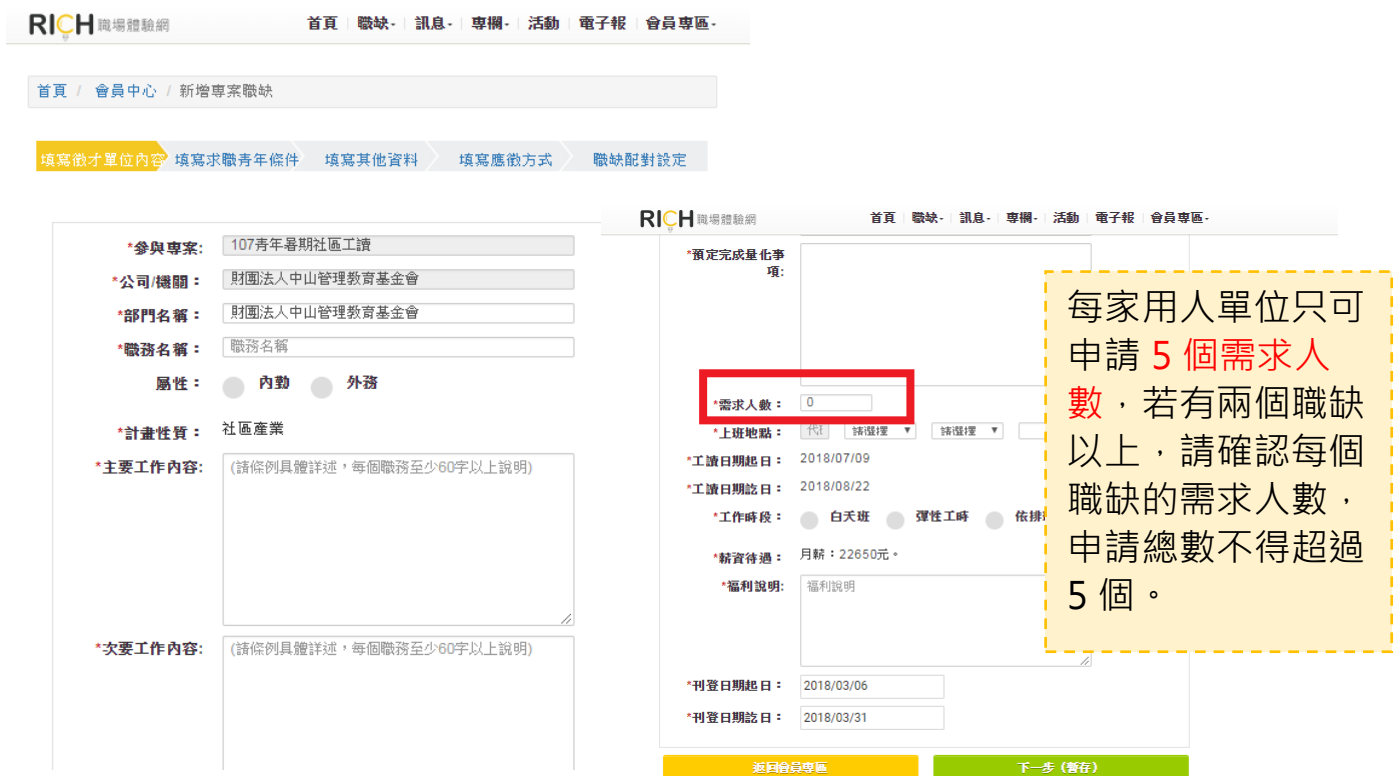 RICH 職場體驗網
首頁 職缺 訊息 專欄 活動 電子報 會員專區
首頁 / 會員中心 / 新增專案職缺
填寫徵才單位內容 填寫求職青年條件 填寫其他資料 填寫應徵方式 職缺配對設定
*參與專案: 107青年暑期社區工讀
*公司/機關： 財團法人中山管理教育基金會
*部門名稱： 財團法人中山管理教育基金會
*職務名稱： 職務名稱
屬性： 內勤 外務
*計畫性質： 社區產業
*主要工作內容: (請條例具體詳述，每個職務至少60字以上說明)
*次要工作內容: (請條例具體詳述，每個職務至少60字以上說明)
RICH 職場體驗網
首頁 職缺 訊息 專欄 活動 電子報 會員專區
*預定完成量化事
項:
*需求人數： 0
*上班地點： 請選擇 請選擇
*工讀日期起日： 2018/07/09
*工讀日期訖日： 2018/08/22
*工作時段： 白天班 彈性工時 依排
*薪資待遇： 月薪：22650元。
*福利說明: 福利說明
*刊登日期起日： 2018/03/06
*刊登日期訖日： 2018/03/31
返回會員專區 下一步 (暫存)
每家用人單位只可
申請 5 個需求人
數，若有兩個職缺
以上，請確認每個
職缺的需求人數，
申請總數不得超過
5 個。